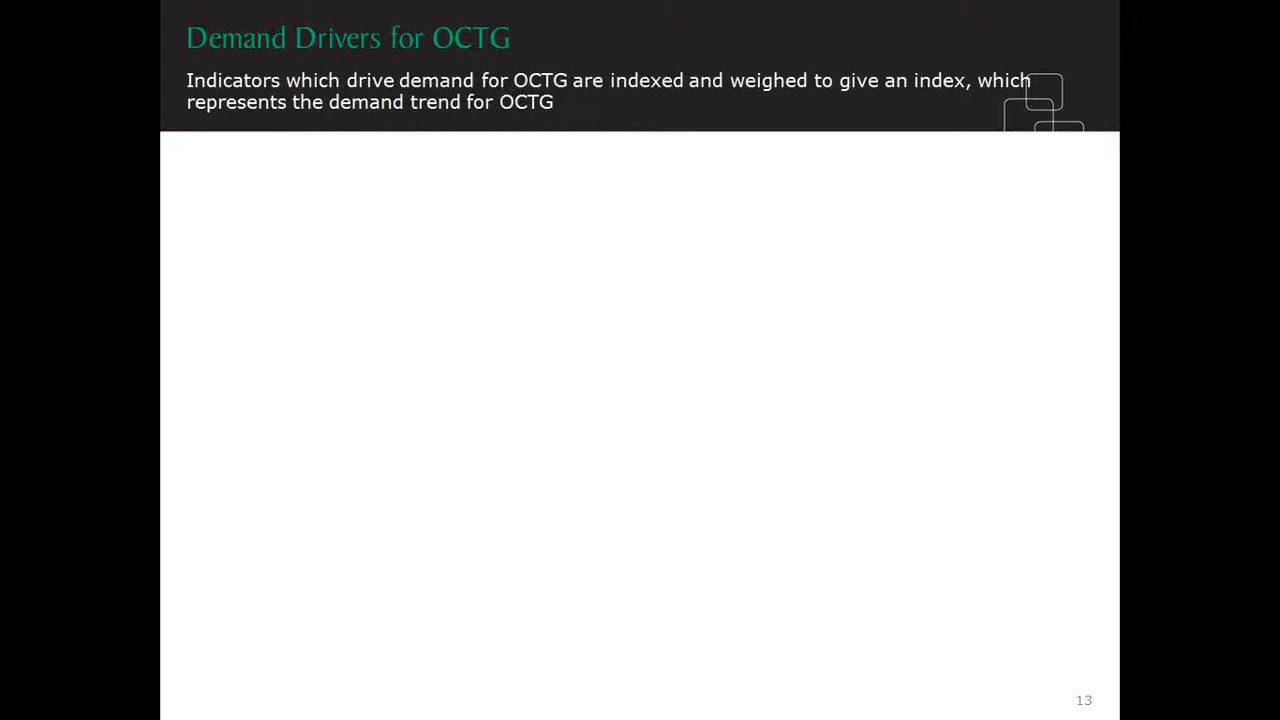 Demand Drivers for OCTG
Indicators which drive demand for OCTG are indexed and weighed to give an index, which
represents the demand trend for OCTG
13